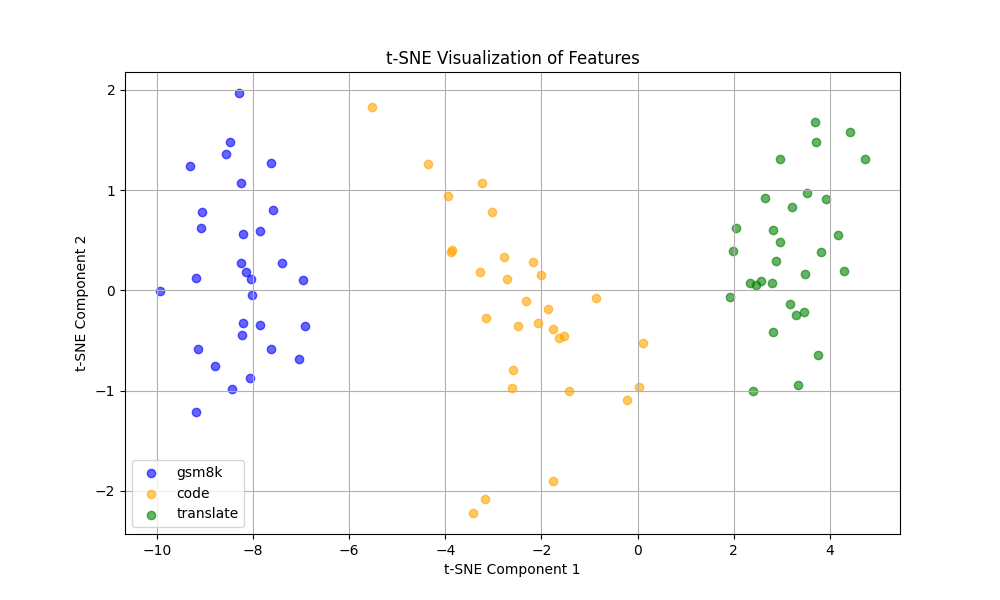 t-SNE Visualization of Features
t-SNE Component 2
2
1
0
−1
−2
gsm8k
code
translate
−10 −8 −6 −4 −2 0 2 4
t-SNE Component 1